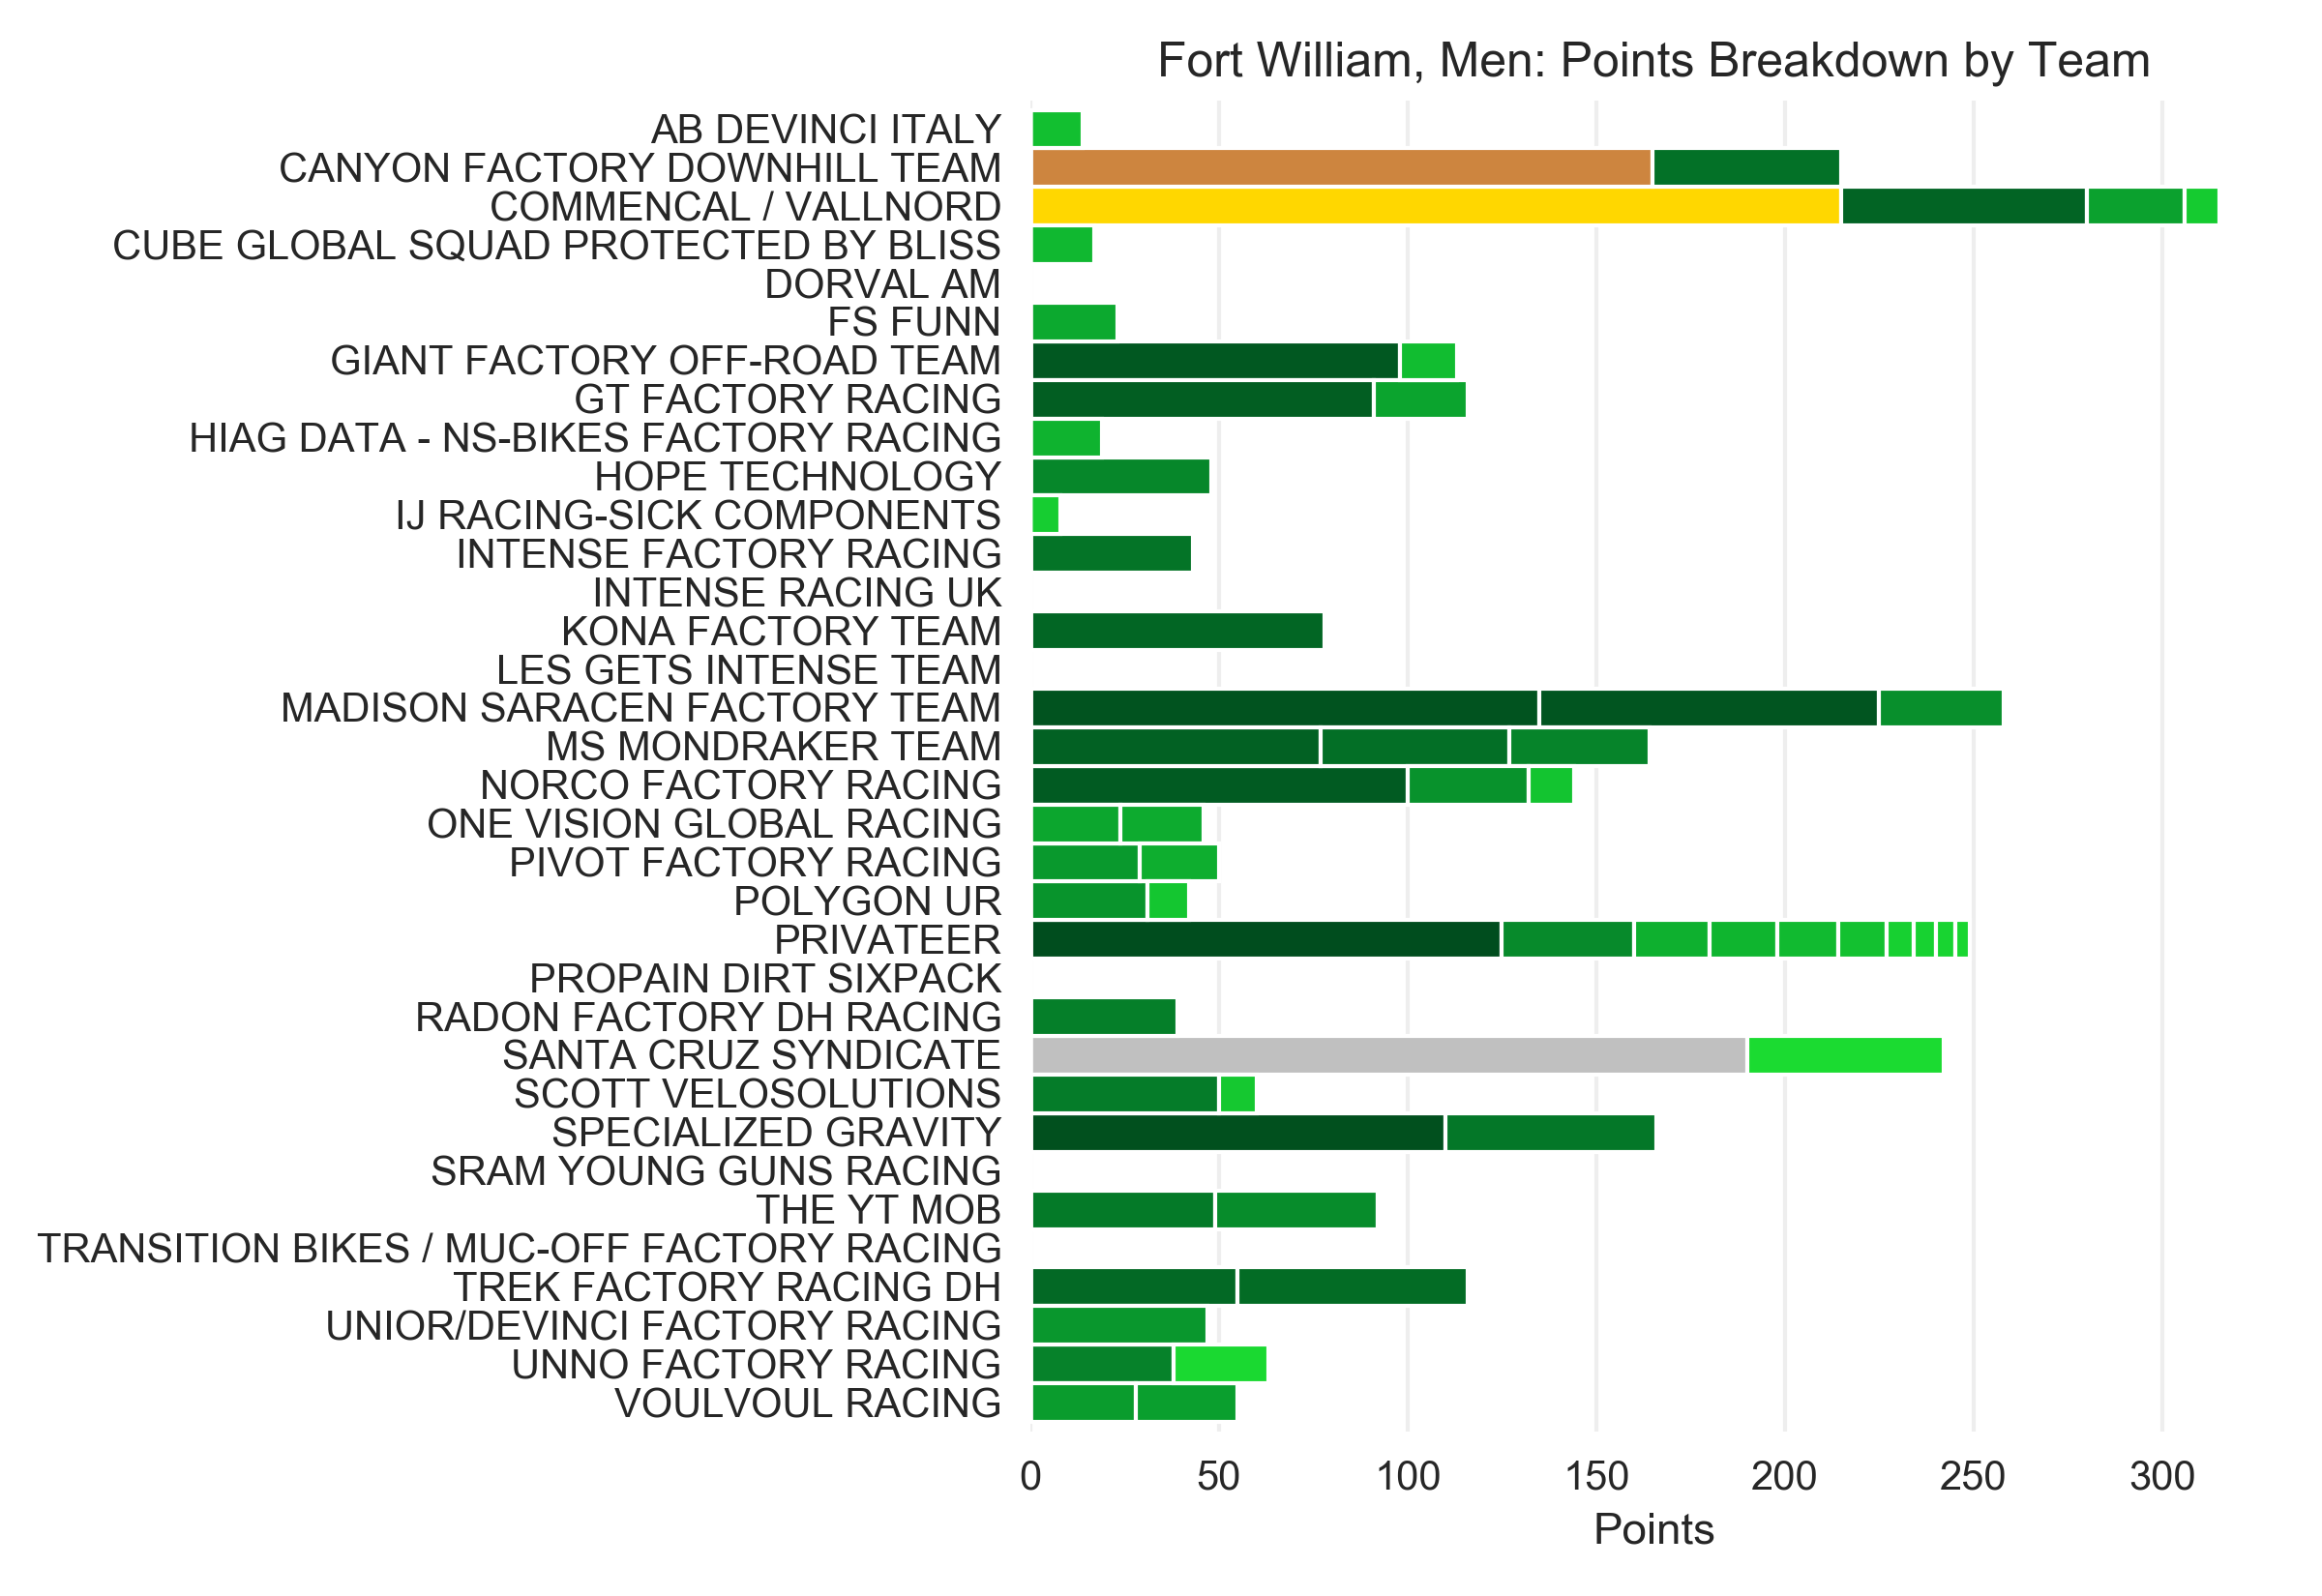 Fort William, Men: Points Breakdown by Team
AB DEVINCI ITALY
CANYON FACTORY DOWNHILL TEAM
COMMENCAL / VALLNORD
CUBE GLOBAL SQUAD PROTECTED BY BLISS
DORVAL AM
FS FUNN
GIANT FACTORY OFF-ROAD TEAM
GT FACTORY RACING
HIAG DATA - NS-BIKES FACTORY RACING
HOPE TECHNOLOGY
IJ RACING-SICK COMPONENTS
INTENSE FACTORY RACING
INTENSE RACING UK
KONA FACTORY TEAM
LES GETS INTENSE TEAM
MADISON SARACEN FACTORY TEAM
MS MONDRAKER TEAM
NORCO FACTORY RACING
ONE VISION GLOBAL RACING
PIVOT FACTORY RACING
POLYGON UR
PRIVATEER
PROPAIN DIRT SIXPACK
RADON FACTORY DH RACING
SANTA CRUZ SYNDICATE
SCOTT VELOSOLUTIONS
SPECIALIZED GRAVITY
SRAM YOUNG GUNS RACING
THE YT MOB
TRANSITION BIKES / MUC-OFF FACTORY RACING
TREK FACTORY RACING DH
UNIOR/DEVINCI FACTORY RACING
UNNO FACTORY RACING
VOULVOUL RACING
0 50 100 150 200 250 300
Points